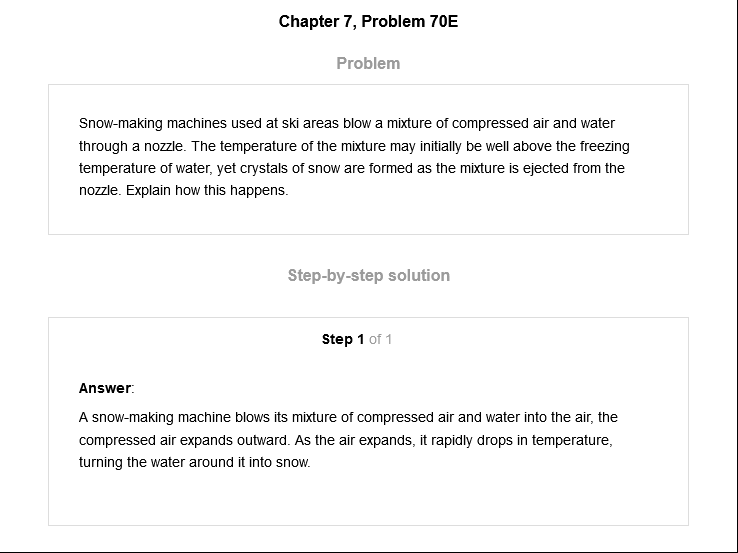 Chapter 7, Problem 70E
Problem
Snow-making machines used at ski areas blow a mixture of compressed air and water
through a nozzle. The temperature of the mixture may initially be well above the freezing
temperature of water, yet crystals of snow are formed as the mixture is ejected from the
nozzle. Explain how this happens.
Step-by-step solution
Step 1 of 1
Answer:
A snow-making machine blows its mixture of compressed air and water into the air, the
compressed air expands outward. As the air expands, it rapidly drops in temperature,
turning the water around it into snow.